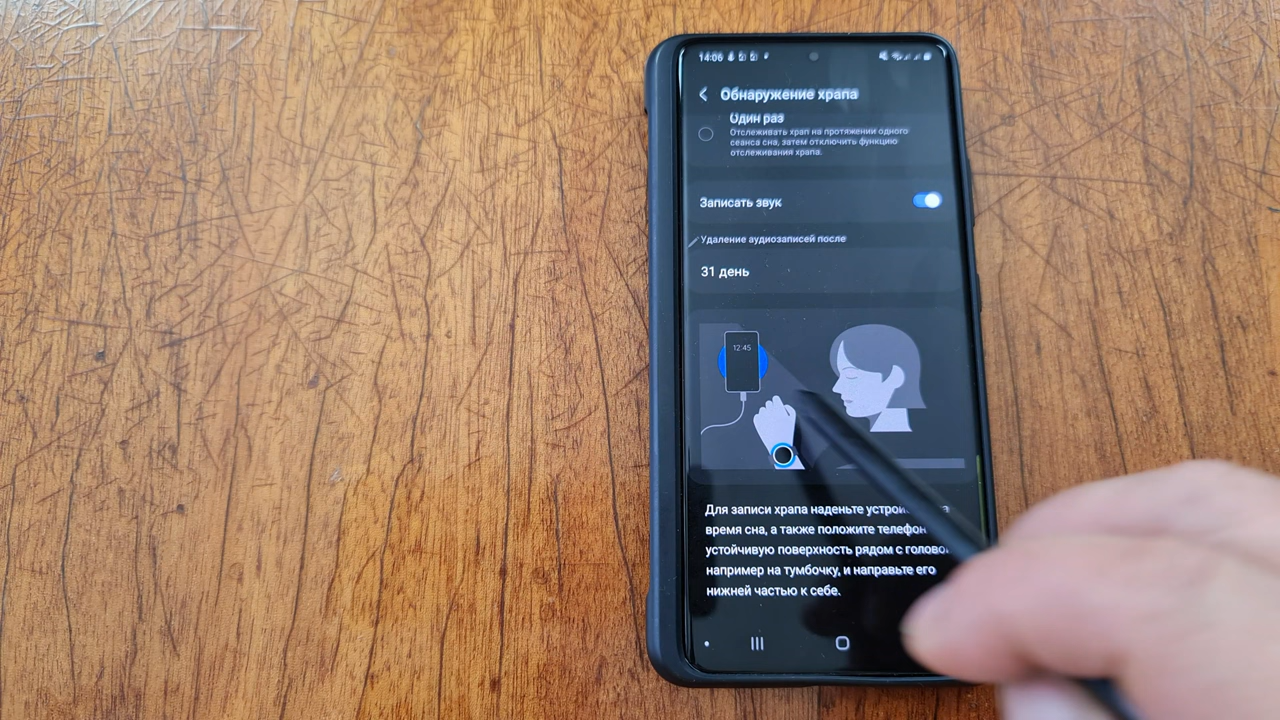 14:06
Обнаружение храпа
Один раз
Отслеживать храп на протяжении одного
сеанса сна, затем отключить функцию
отслеживания храпа.
Записать звук
Удаление аудиозаписей после
31 день
12:45
Для записи храпа наденьте
время сна, а также положите телефон
устойчивую поверхность рядом с
например на тумбочку, и направьте его
нижней частью к себе.